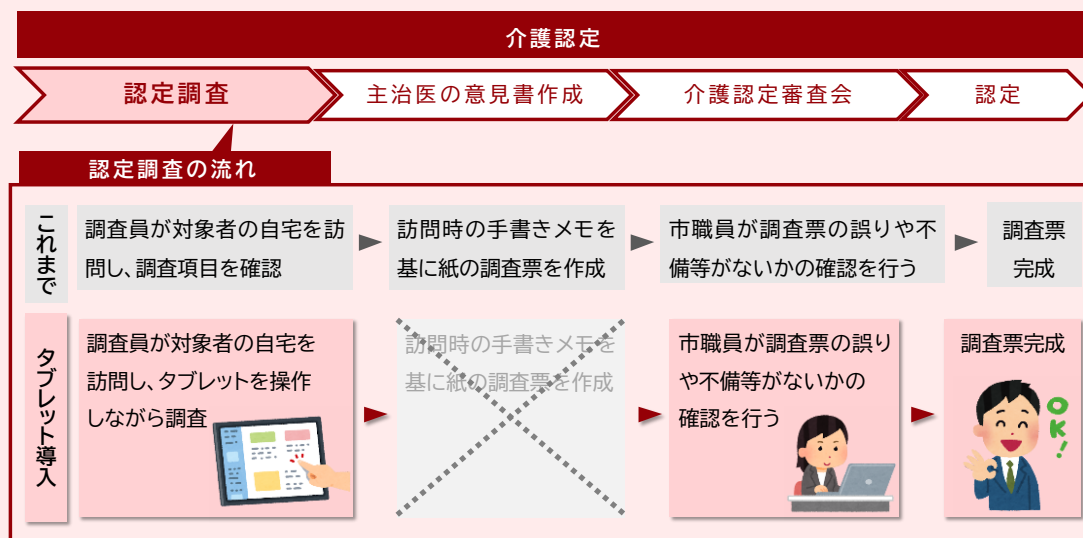 介護認定
認定調査
主治医の意見書作成
介護認定審査会
認定
認定調査の流れ
これまで
調査員が対象者の自宅を訪
問し、調査項目を確認
訪問時の手書きメモを
基に紙の調査票を作成
市職員が調査票の誤りや不
備等がないかの確認を行う
調査票
完成
タブレット導入
調査員が対象者の自宅を
訪問し、タブレットを操作
しながら調査
訪問時の手書きメモを
基に紙の調査票を作成
市職員が調査票の誤り
や不備等がないかの
確認を行う
調査票完成
OK!